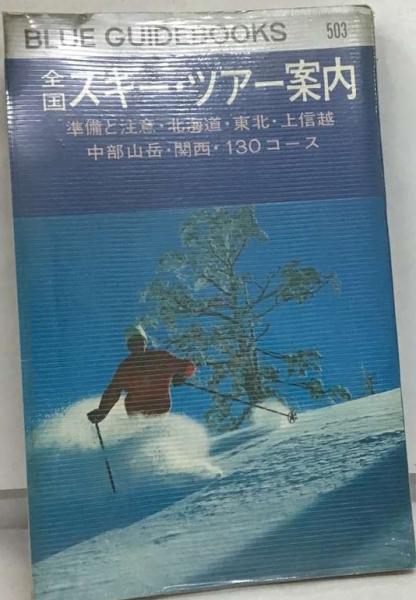 BLUE GUIDEBOOKS 503
全国スキー・ツアー案内
準備と注意・北海道・東北・上信越
中部山岳・関西・130コース